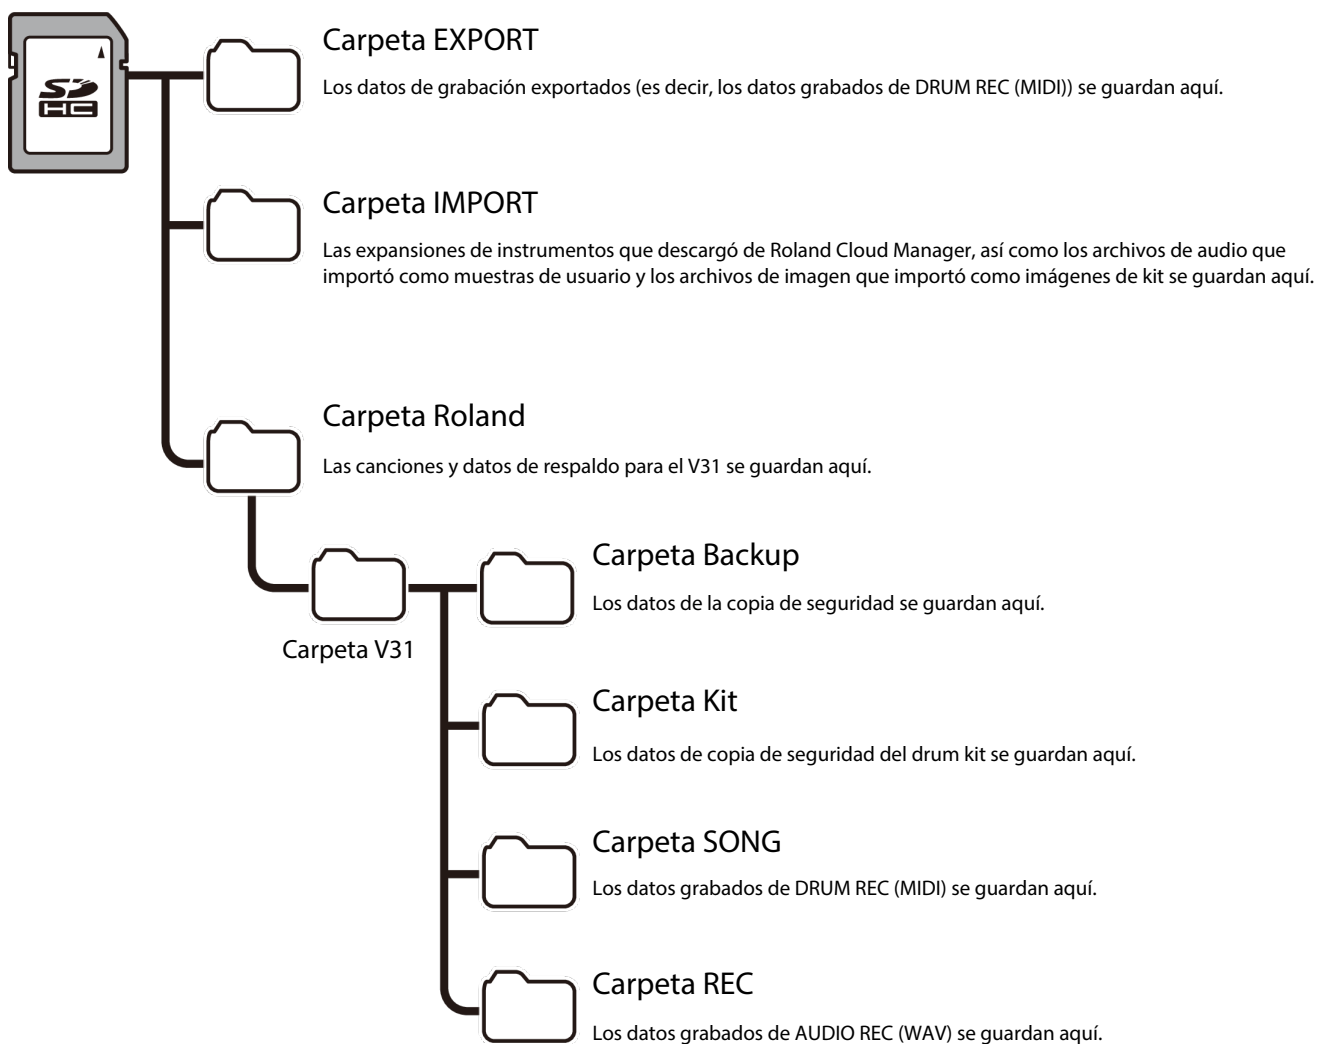 SD
HC
Carpeta EXPORT
Los datos de grabación exportados (es decir, los datos grabados de DRUM REC (MIDI)) se guardan aquí.
Carpeta IMPORT
Las expansiones de instrumentos que descargó de Roland Cloud Manager, así como los archivos de audio que
importó como muestras de usuario y los archivos de imagen que importó como imágenes de kit se guardan aquí.
Carpeta Roland
Las canciones y datos de respaldo para el V31 se guardan aquí.
Carpeta V31
Carpeta Backup
Los datos de la copia de seguridad se guardan aquí.
Carpeta Kit
Los datos de copia de seguridad del drum kit se guardan aquí.
Carpeta SONG
Los datos grabados de DRUM REC (MIDI) se guardan aquí.
Carpeta REC
Los datos grabados de AUDIO REC (WAV) se guardan aquí.